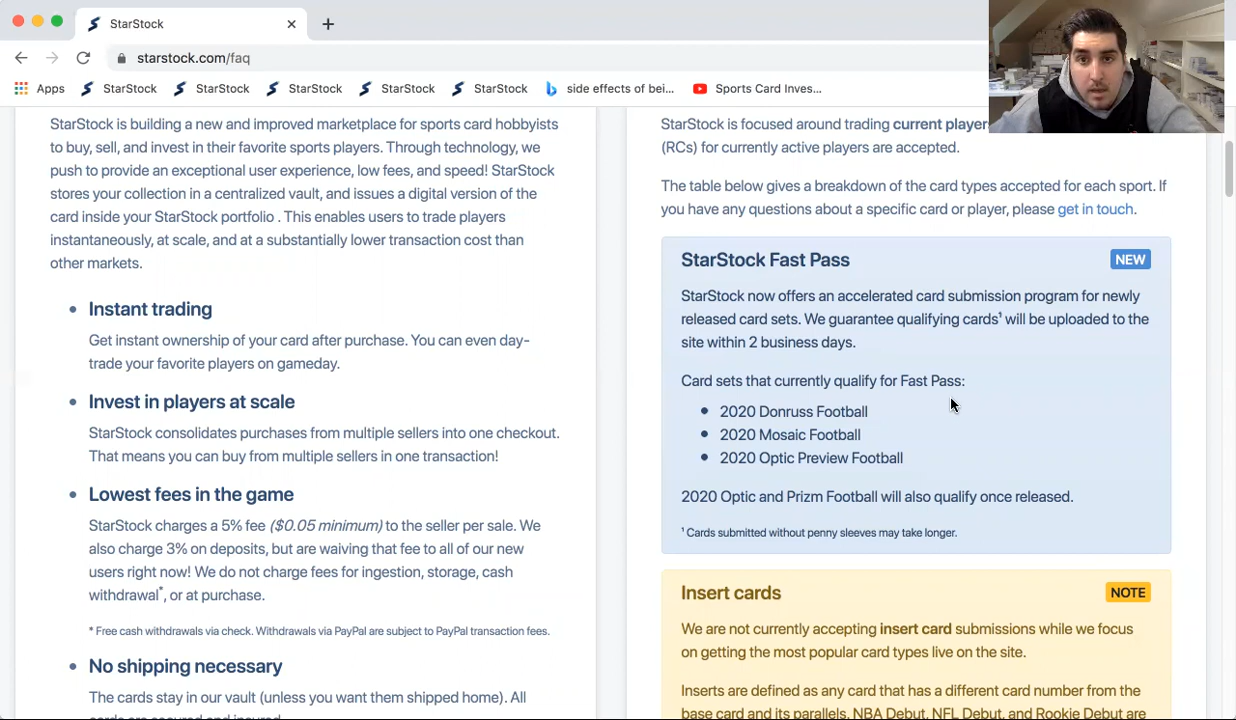 StarStock
starstock.com/faq
Apps StarStock StarStock StarStock StarStock StarStock side effects of bei... Sports Card Inves...
StarStock is building a new and improved marketplace for sports card hobbyists
to buy, sell, and invest in their favorite sports players. Through technology, we
push to provide an exceptional user experience, low fees, and speed! StarStock
stores your collection in a centralized vault, and issues a digital version of the
card inside your StarStock portfolio . This enables users to trade players
instantaneously, at scale, and at a substantially lower transaction cost than
other markets.
• Instant trading
Get instant ownership of your card after purchase. You can even day-
trade your favorite players on gameday.
• Invest in players at scale
StarStock consolidates purchases from multiple sellers into one checkout.
That means you can buy from multiple sellers in one transaction!
• Lowest fees in the game
StarStock charges a 5% fee ($0.05 minimum) to the seller per sale. We
also charge 3% on deposits, but are waiving that fee to all of our new
users right now! We do not charge fees for ingestion, storage, cash
withdrawal*, or at purchase.
* Free cash withdrawals via check. Withdrawals via PayPal are subject to PayPal transaction fees.
• No shipping necessary
The cards stay in our vault (unless you want them shipped home). All
cards are secured and insured.
StarStock is focused around trading current players
(RCs) for currently active players are accepted.
The table below gives a breakdown of the card types accepted for each sport. If
you have any questions about a specific card or player, please get in touch.
StarStock Fast Pass NEW
StarStock now offers an accelerated card submission program for newly
released card sets. We guarantee qualifying cards¹ will be uploaded to the
site within 2 business days.
Card sets that currently qualify for Fast Pass:
• 2020 Donruss Football
• 2020 Mosaic Football
• 2020 Optic Preview Football
2020 Optic and Prizm Football will also qualify once released.
¹ Cards submitted without penny sleeves may take longer.
Insert cards NOTE
We are not currently accepting insert card submissions while we focus
on getting the most popular card types live on the site.
Inserts are defined as any card that has a different card number from the
base card and its parallels. NBA Debut, NFL Debut, and Rookie Debut are